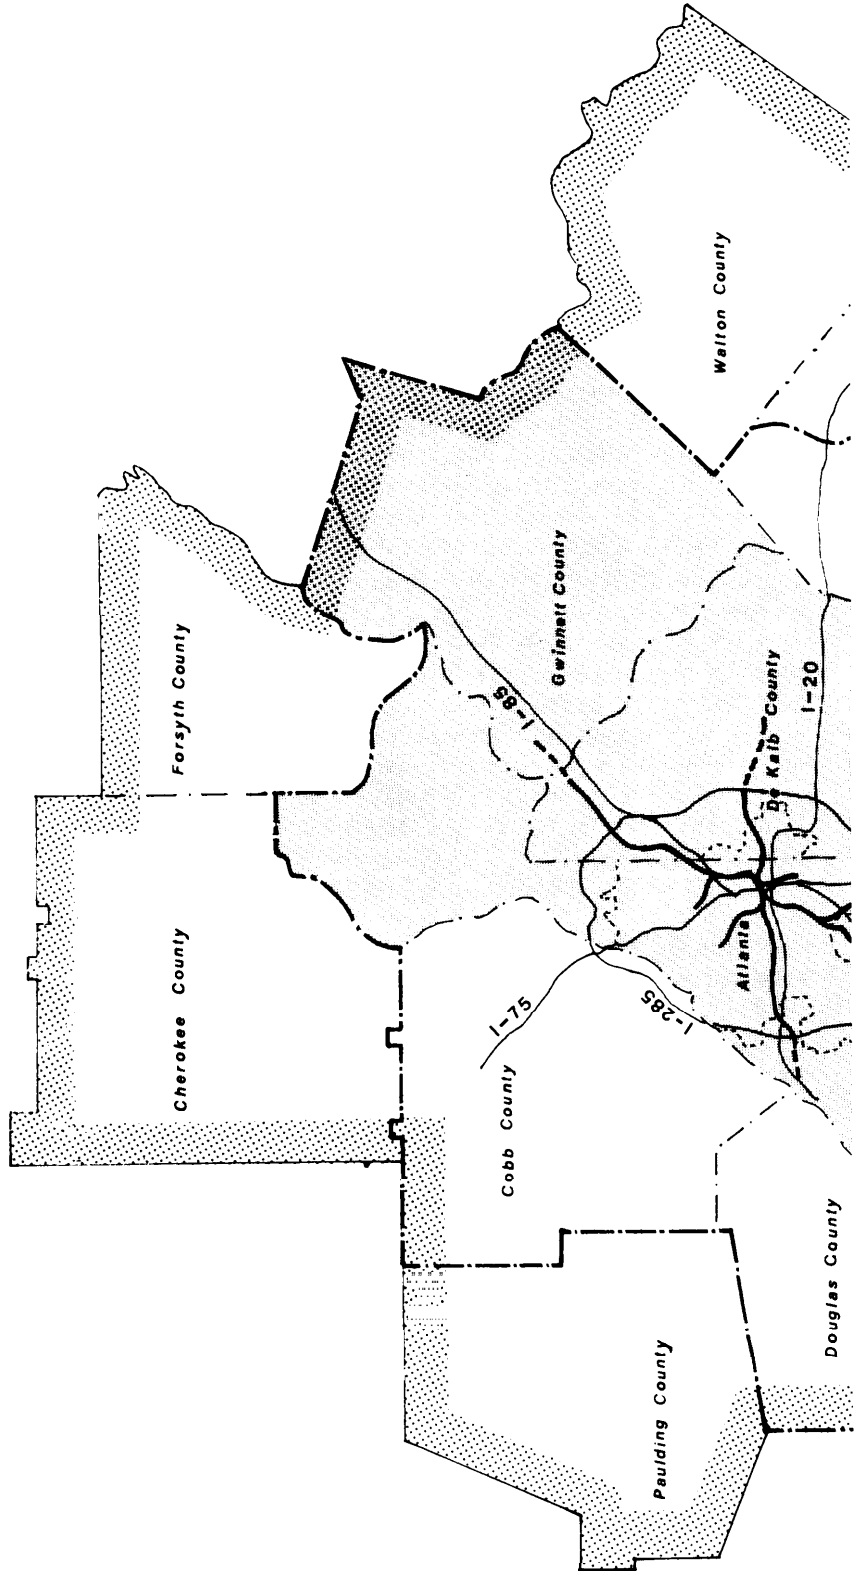 Forsyth County
Cherokee County
Walton County
Gwinnett County
I-85
De Kalb County
I-20
I-75
I-285
Atlanta
Cobb County
Douglas County
Paulding County